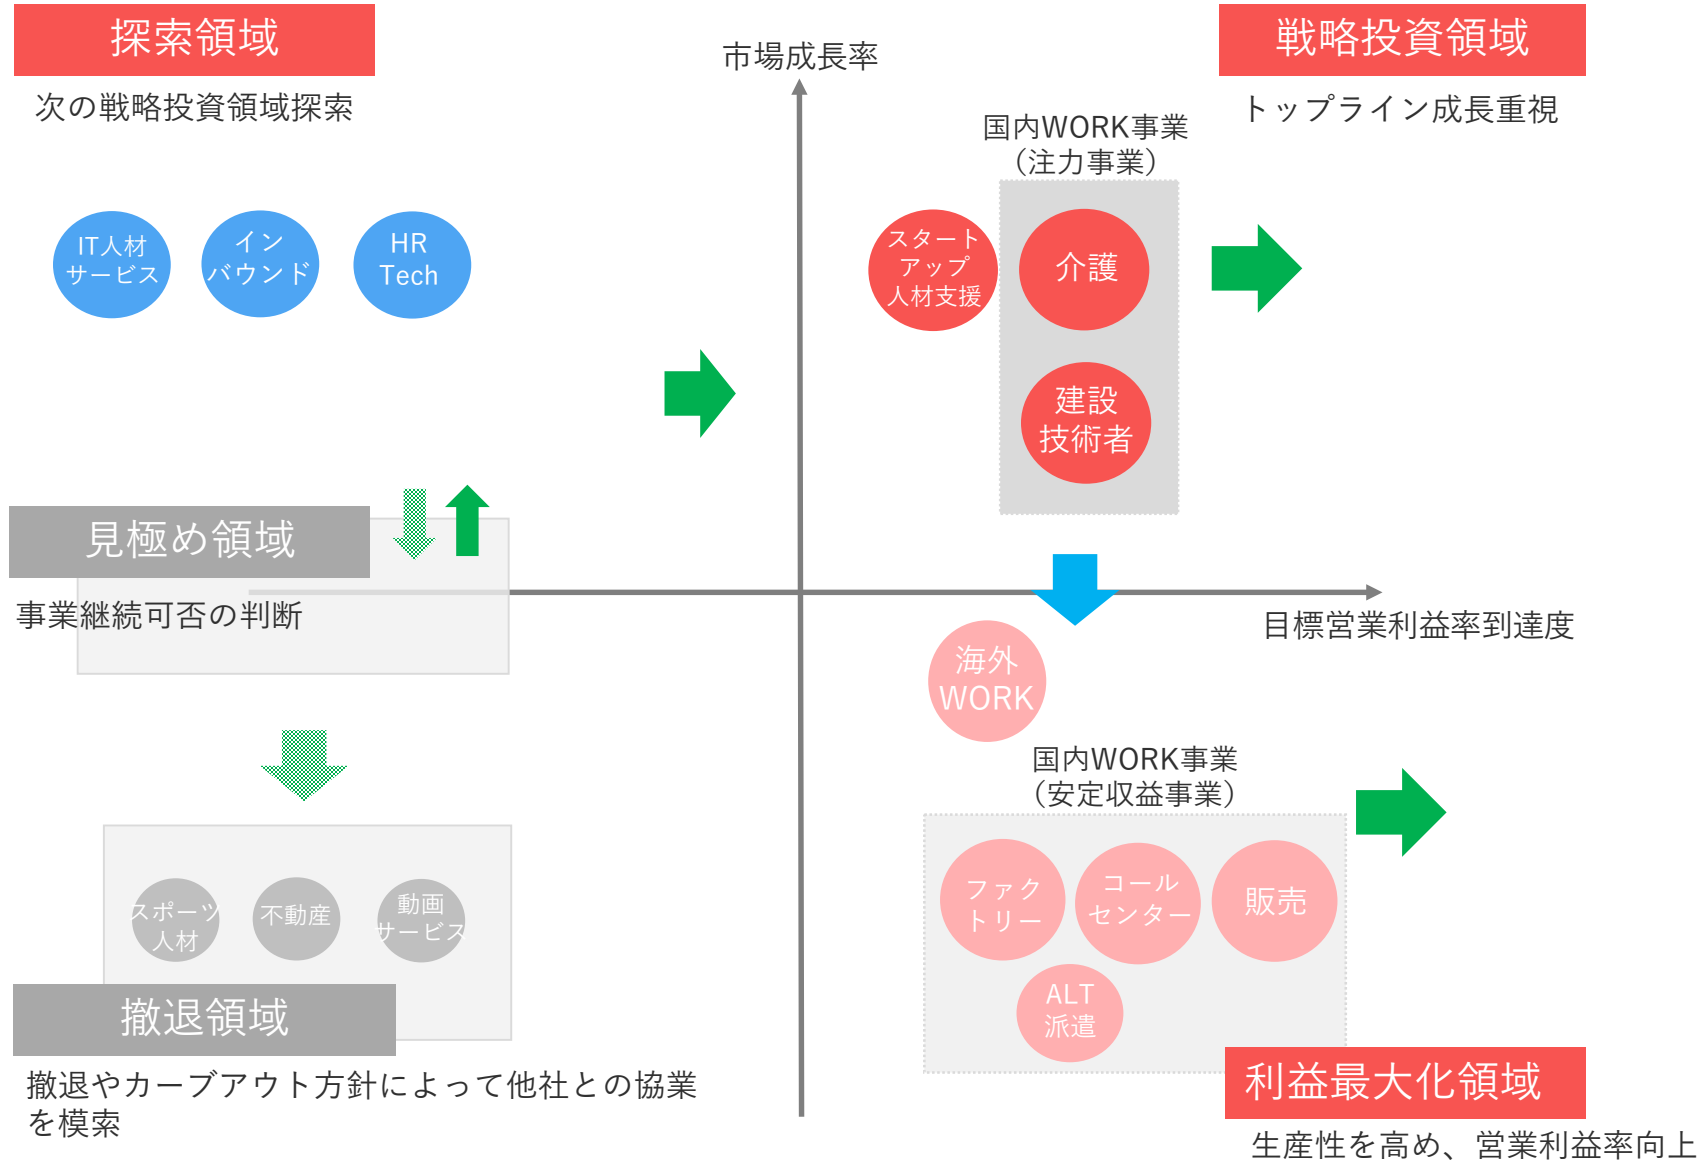 探索領域
次の戦略投資領域探索
IT人材
サービス
イン
バウンド
HR
Tech
市場成長率
戦略投資領域
トップライン成長重視
国内WORK事業
（注力事業）
スタート
アップ
人材支援
介護
建設
技術者
見極め領域
事業継続可否の判断
目標営業利益率到達度
海外
WORK
国内WORK事業
（安定収益事業）
ファク
トリー
コール
センター
販売
ALT
派遣
利益最大化領域
生産性を高め、営業利益率向上
スポーツ
人材
不動産
動画
サービス
撤退領域
撤退やカーブアウト方針によって他社との協業
を模索